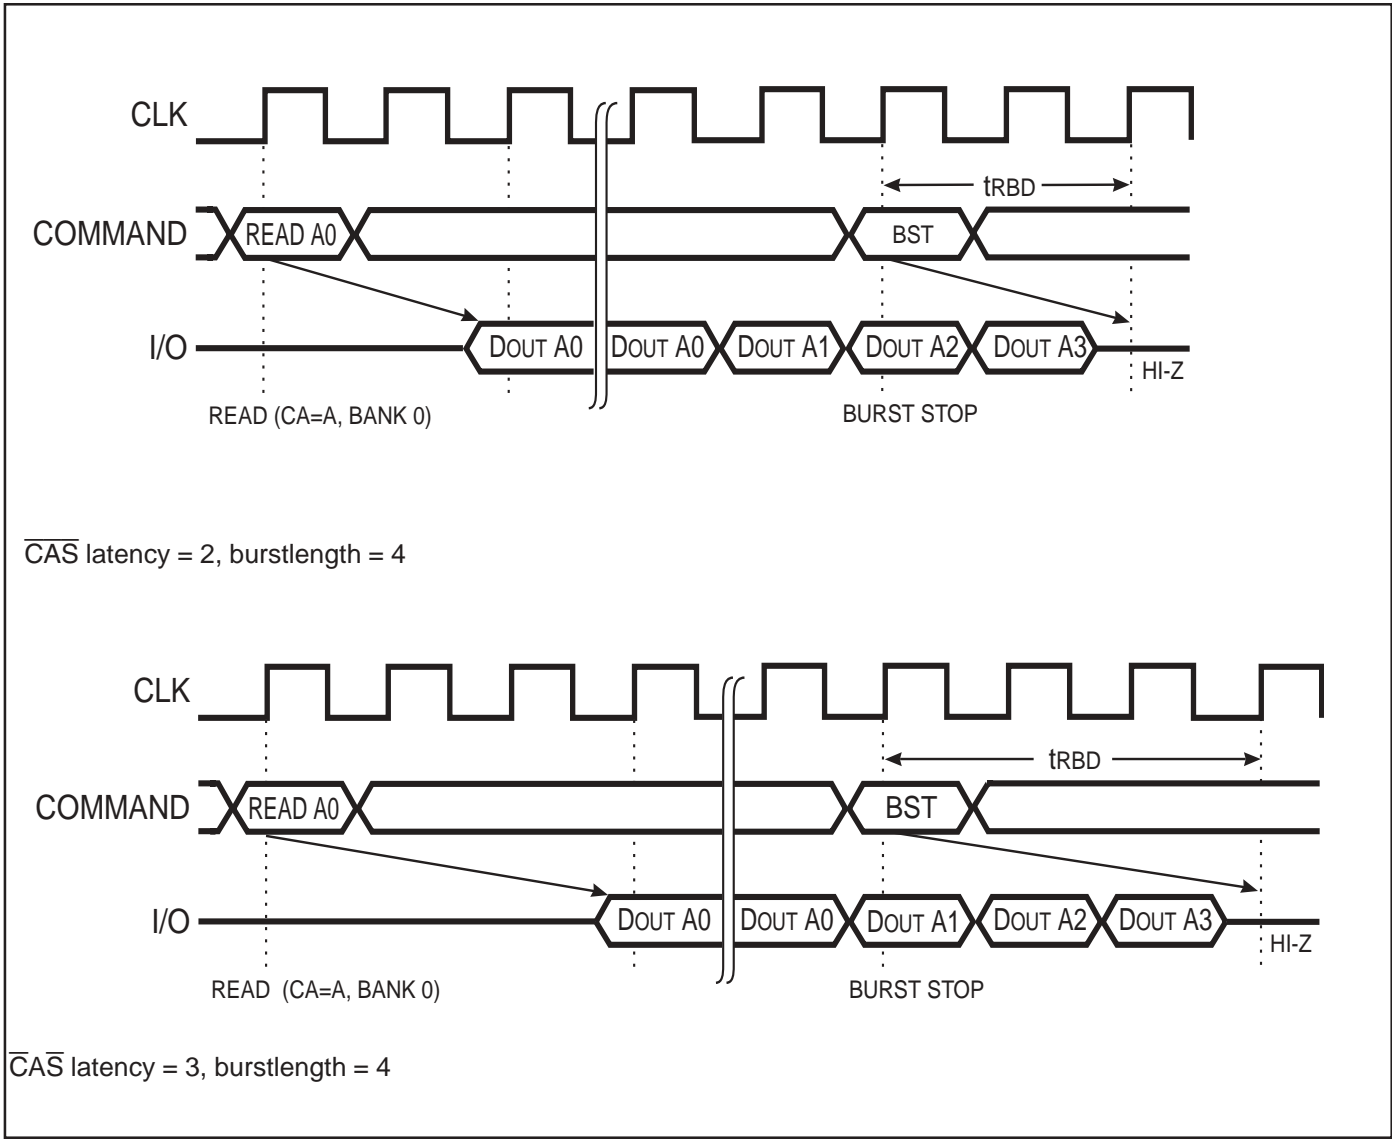 CLK
tRBD
COMMAND READ A0 BST
I/O DOUT A0 DOUT A0 DOUT A1 DOUT A2 DOUT A3
HI-Z
READ (CA=A, BANK 0) BURST STOP
C̅A̅S̅ latency = 2, burstlength = 4
CLK
tRBD
COMMAND READ A0 BST
I/O DOUT A0 DOUT A0 DOUT A1 DOUT A2 DOUT A3
HI-Z
READ (CA=A, BANK 0) BURST STOP
C̅AS̅ latency = 3, burstlength = 4